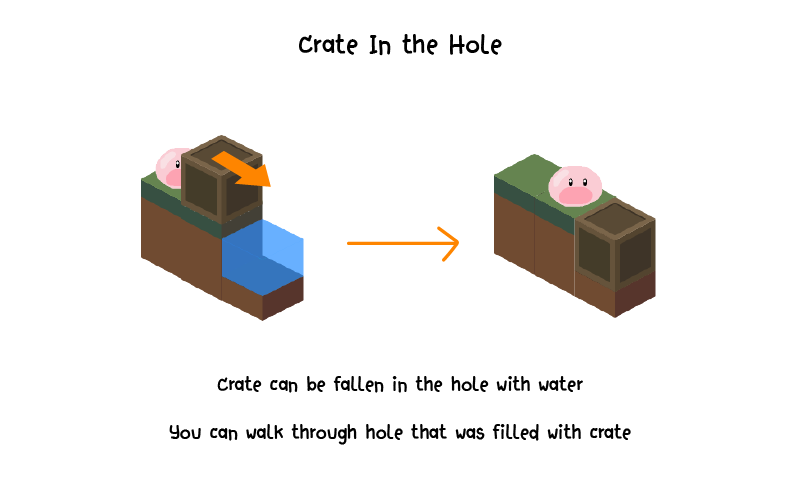 Crate In the Hole
Crate can be fallen in the hole with water
You can walk through hole that was filled with crate